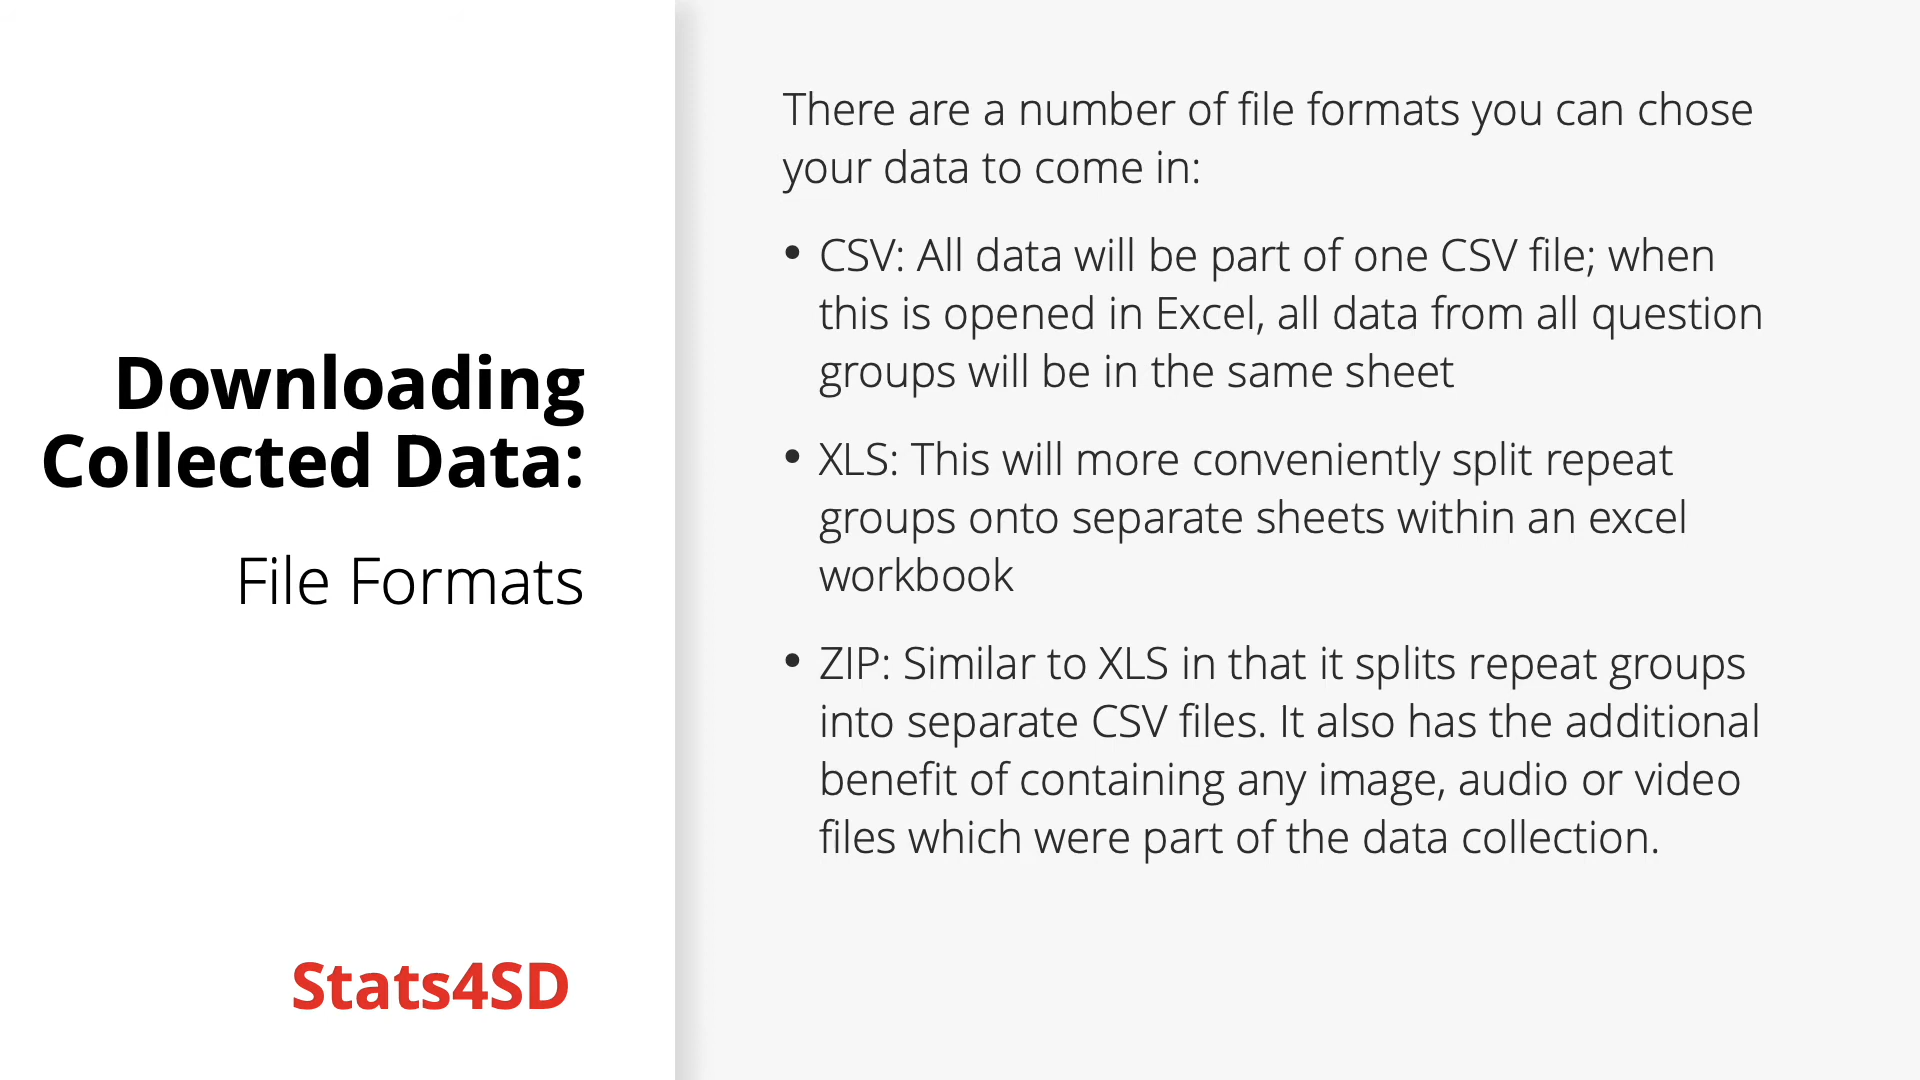 Downloading
Collected Data:
File Formats
Stats4SD
There are a number of file formats you can chose
your data to come in:
• CSV: All data will be part of one CSV file; when
this is opened in Excel, all data from all question
groups will be in the same sheet
• XLS: This will more conveniently split repeat
groups onto separate sheets within an excel
workbook
• ZIP: Similar to XLS in that it splits repeat groups
into separate CSV files. It also has the additional
benefit of containing any image, audio or video
files which were part of the data collection.